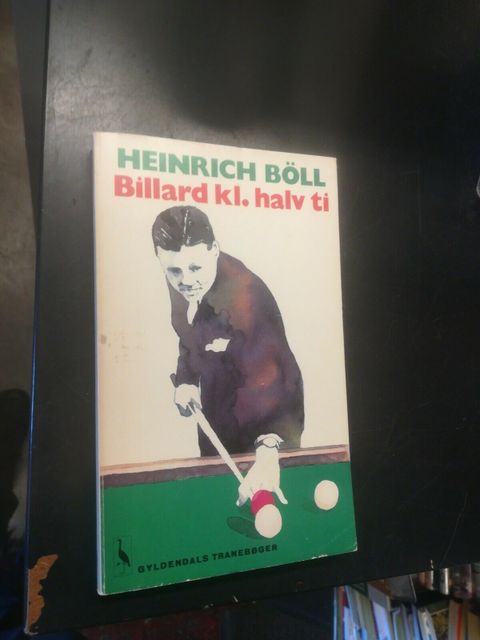 HEINRICH BÖLL
Billard kl. halv ti
GYLDENDALS TRANEBØGER